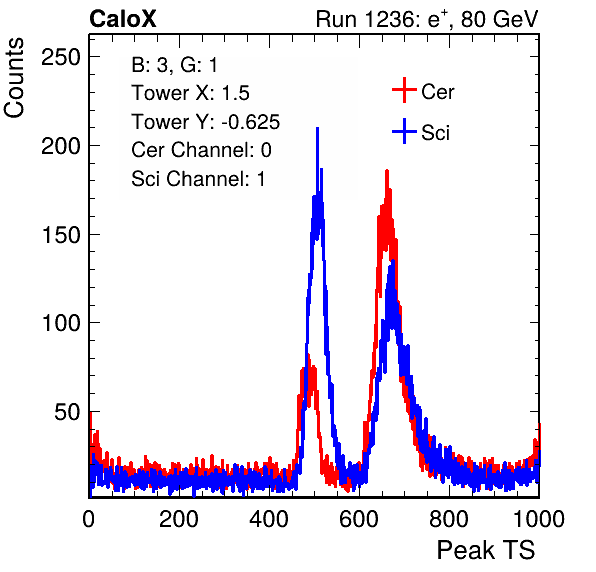 CaloX Run 1236: e⁺, 80 GeV
Counts
B: 3, G: 1
Tower X: 1.5
Tower Y: -0.625
Cer Channel: 0
Sci Channel: 1
Cer
Sci
250
200
150
100
50
0 200 400 600 800 1000
Peak TS